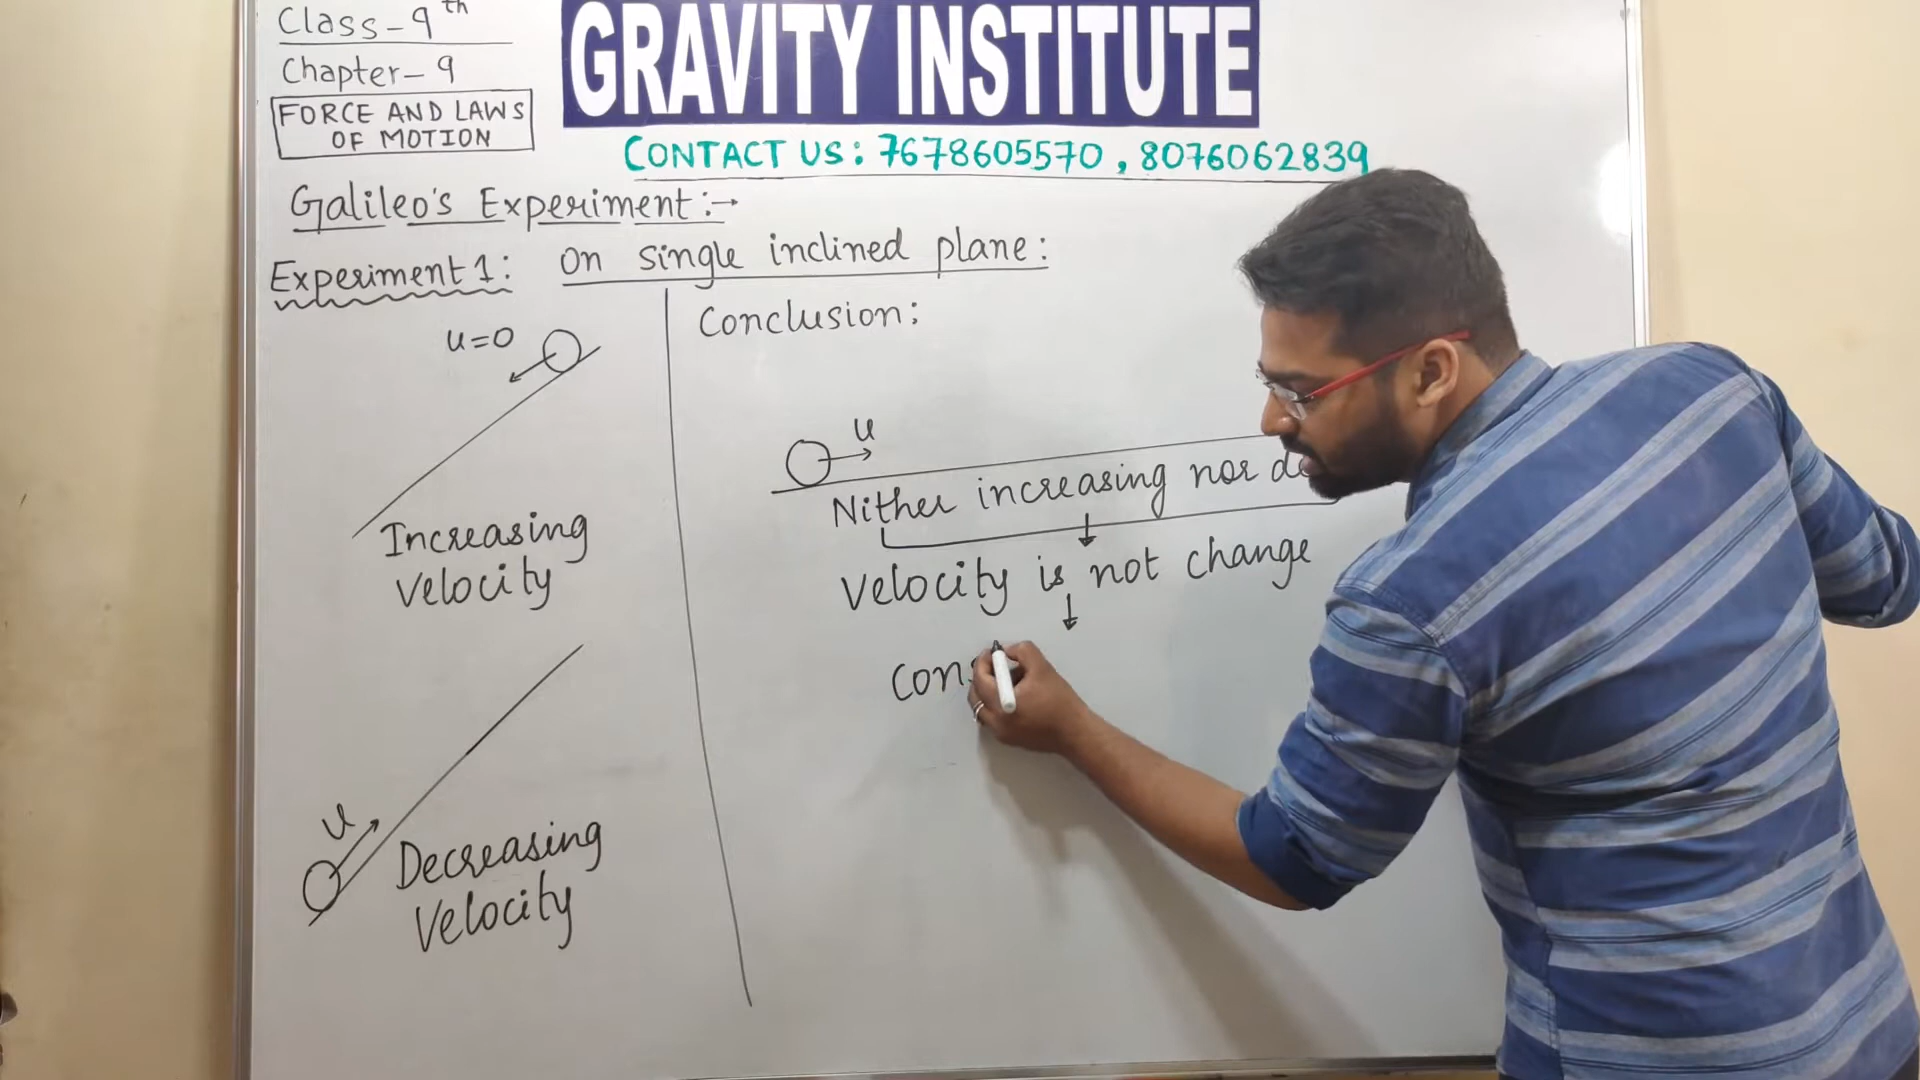 Class-9th
Chapter-9
FORCE AND LAWS
OF MOTION
GRAVITY INSTITUTE
CONTACT US: 7678605570, 8076062839
Galileo's Experiment:→
Experiment 1: On single inclined plane:
u=0
Increasing
velocity
u
Decreasing
Velocity
Conclusion:
u
Nither increasing nor
Velocity is not change